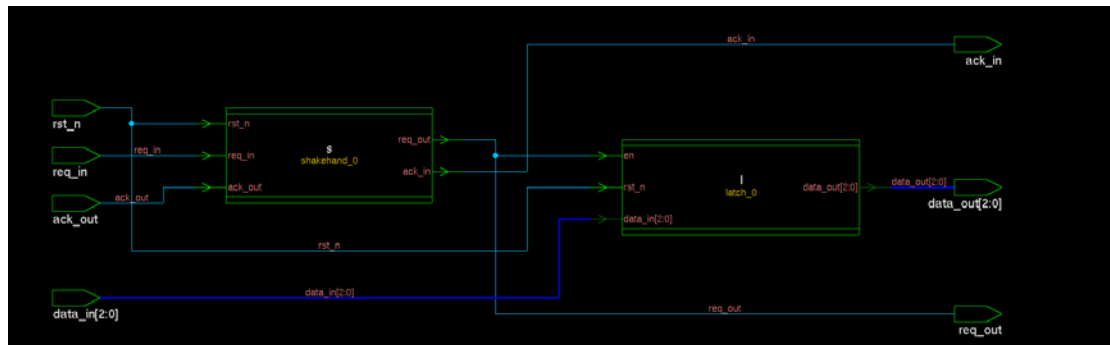 ack_in
ack_in
rst_n
rst_n
req_in
req_in
req_in
ack_out
ack_out
ack_out
s
shakehand_0
req_out
ack_in
en
rst_n
data_in[2:0]
l
latch_0
data_out[2:0]
data_out[2:0]
data_out[2:0]
rst_n
data_in[2:0]
data_in[2:0]
req_out
req_out